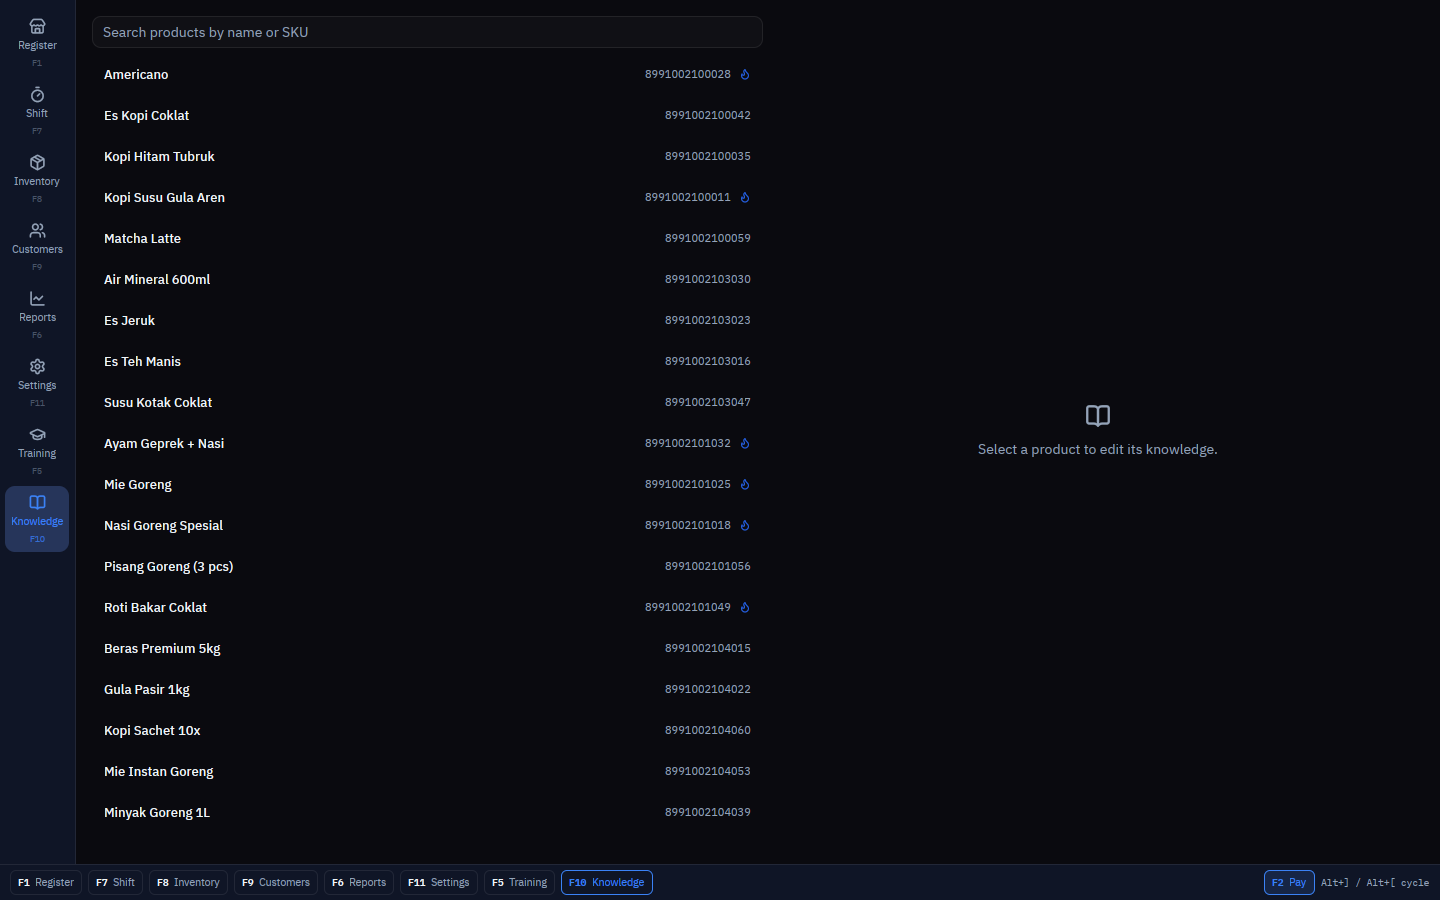 Register
F1
Shift
F7
Inventory
F8
Customers
F9
Reports
F6
Settings
F11
Training
F5
Knowledge
F10
Search products by name or SKU
Americano 8991002100028
Es Kopi Coklat 8991002100042
Kopi Hitam Tubruk 8991002100035
Kopi Susu Gula Aren 8991002100011
Matcha Latte 8991002100059
Air Mineral 600ml 8991002103030
Es Jeruk 8991002103023
Es Teh Manis 8991002103016
Susu Kotak Coklat 8991002103047
Ayam Geprek + Nasi 8991002101032
Mie Goreng 8991002101025
Nasi Goreng Spesial 8991002101018
Pisang Goreng (3 pcs) 8991002101056
Roti Bakar Coklat 8991002101049
Beras Premium 5kg 8991002104015
Gula Pasir 1kg 8991002104022
Kopi Sachet 10x 8991002104060
Mie Instan Goreng 8991002104053
Minyak Goreng 1L 8991002104039
Select a product to edit its knowledge.
F1 Register F7 Shift F8 Inventory F9 Customers F6 Reports F11 Settings F5 Training F10 Knowledge F2 Pay Alt+] / Alt+[ cycle